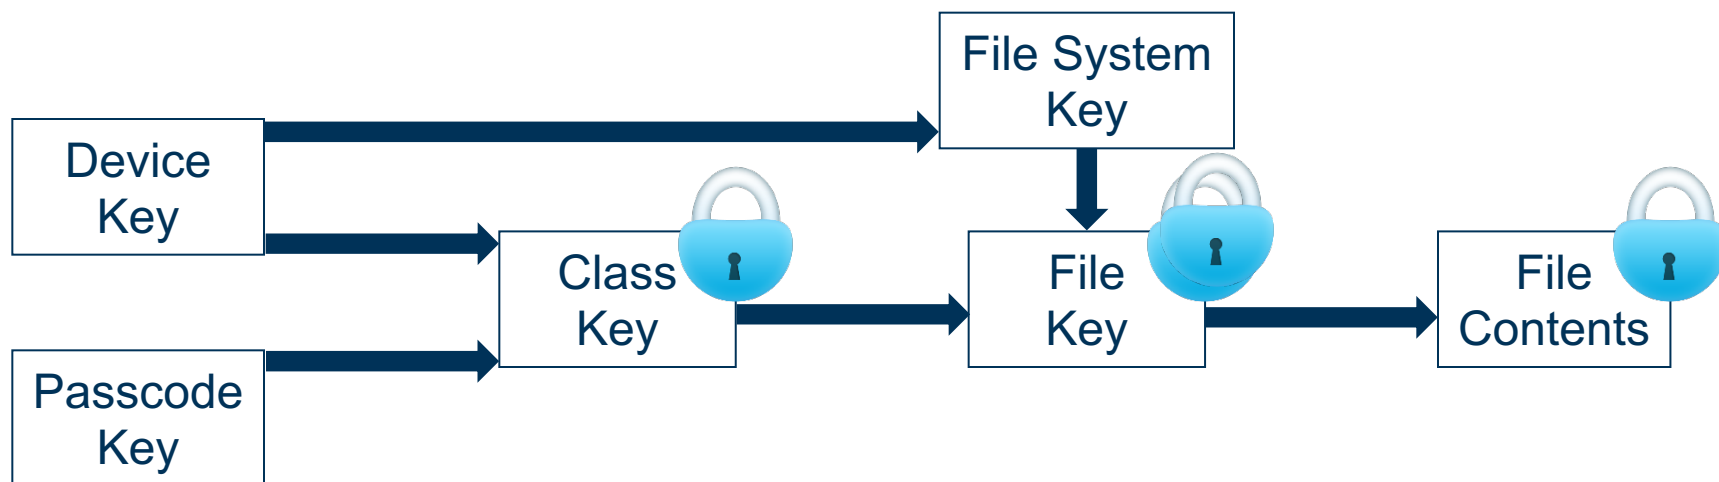 File System
Key
Device
Key
Class
Key
File
Key
File
Contents
Passcode
Key